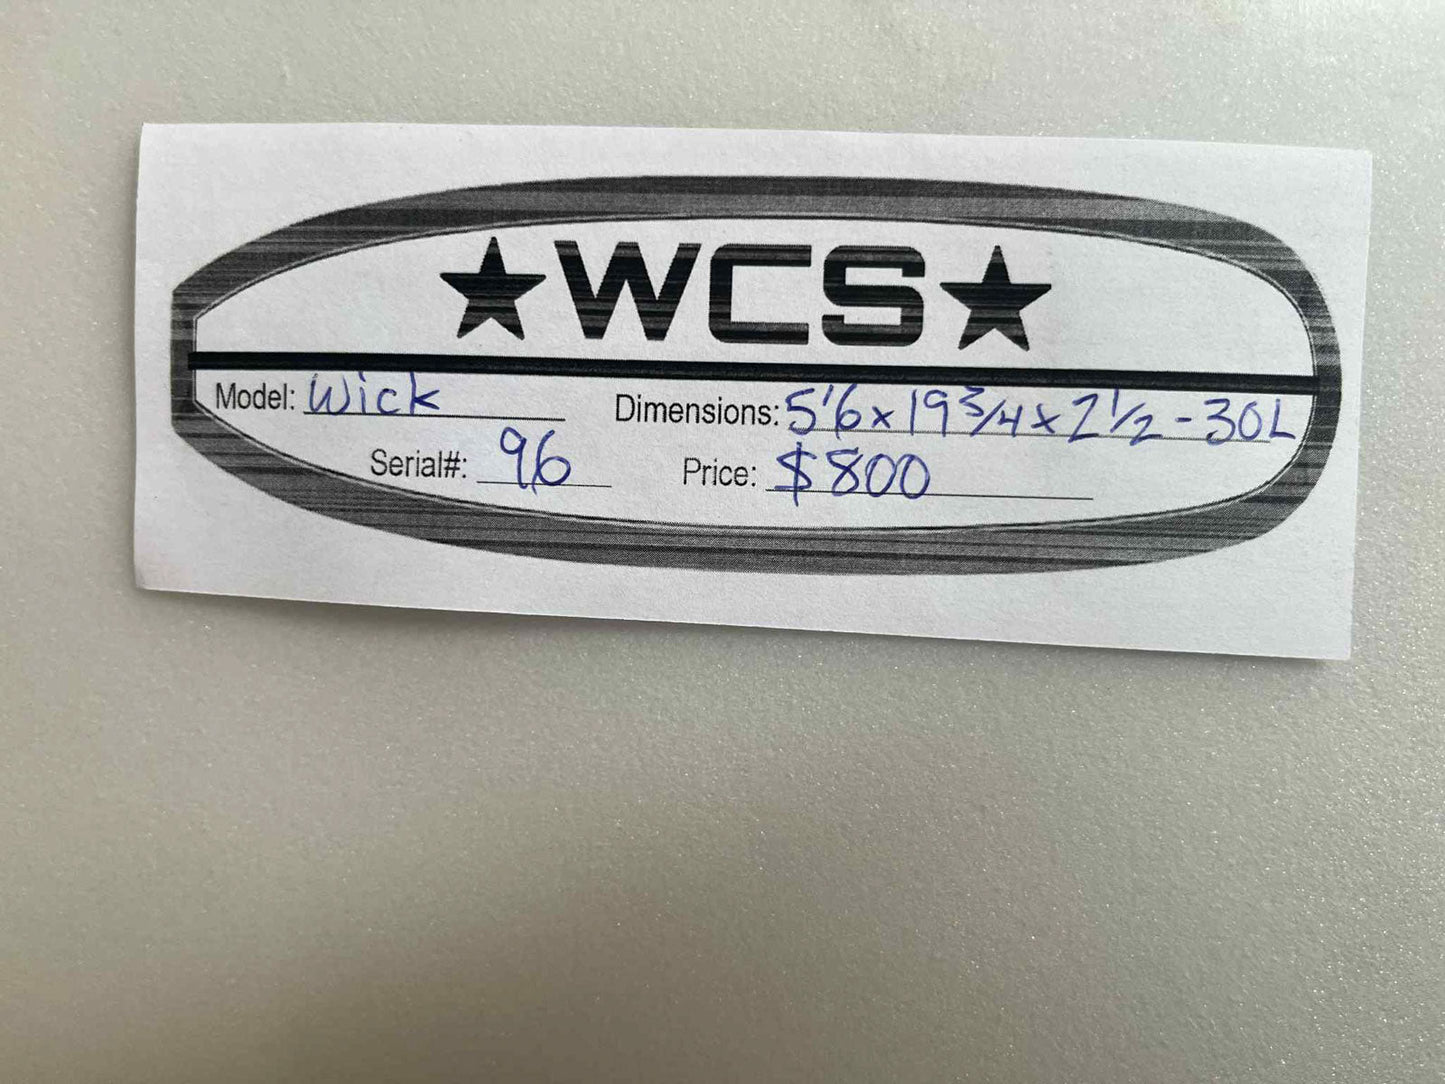 ★WCS★
Model: Wick Dimensions: 5'6 x 19 3/4 x 2 1/2 - 30L
Serial#: 96 Price: $800